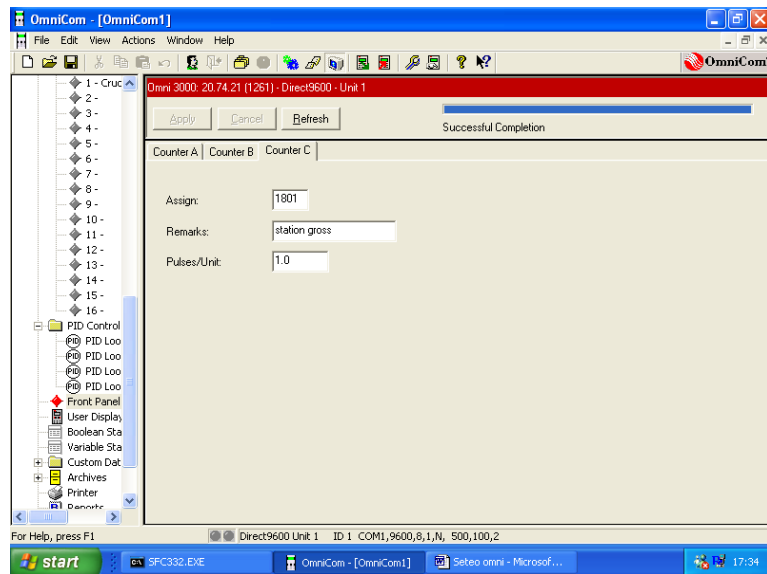 OmniCom - [OmniCom1]
File Edit View Actions Window Help
OmniCom
1 - Cruc
2 -
3 -
4 -
5 -
6 -
7 -
8 -
9 -
10 -
11 -
12 -
13 -
14 -
15 -
16 -
PID Control
PID PID Loo
PID PID Loo
PID PID Loo
PID PID Loo
Front Panel
User Display
Boolean Sta
Variable Sta
Custom Dat
Archives
Printer
Reports
Omni 3000: 20.74.21 (1261) - Direct9600 - Unit 1
Apply Cancel Refresh
Successful Completion
Counter A Counter B Counter C
Assign: 1801
Remarks: station gross
Pulses/Unit: 1.0
For Help, press F1 Direct9600 Unit 1 ID 1 COM1,9600,8,1,N, 500,100,2
start SFC332.EXE OmniCom - [OmniCom1] Seteo omni - Microsof... 17:34